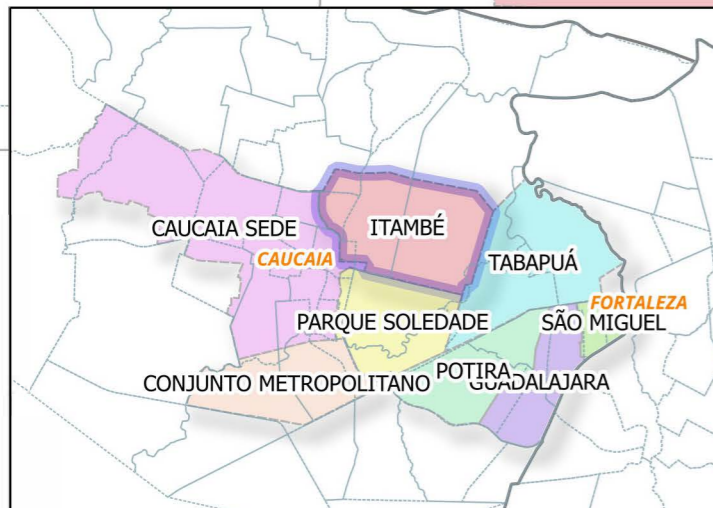 CAUCAIA SEDE
ITAMBÉ
CAUCAIA
TABAPUÁ
FORTALEZA
PARQUE SOLEDADE
SÃO MIGUEL
POTIRA
CONJUNTO METROPOLITANO
GUADALAJARA